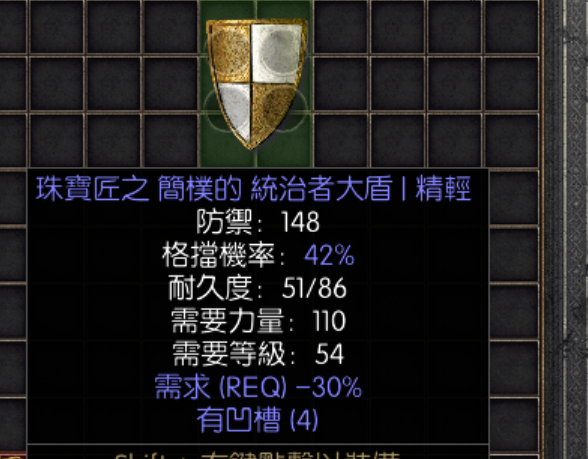 珠寶匠之 簡樸的 統治者大盾 | 精輕
防禦: 148
格擋機率: 42%
耐久度: 51/86
需要力量: 110
需要等級: 54
需求 (REQ) -30%
有凹槽 (4)